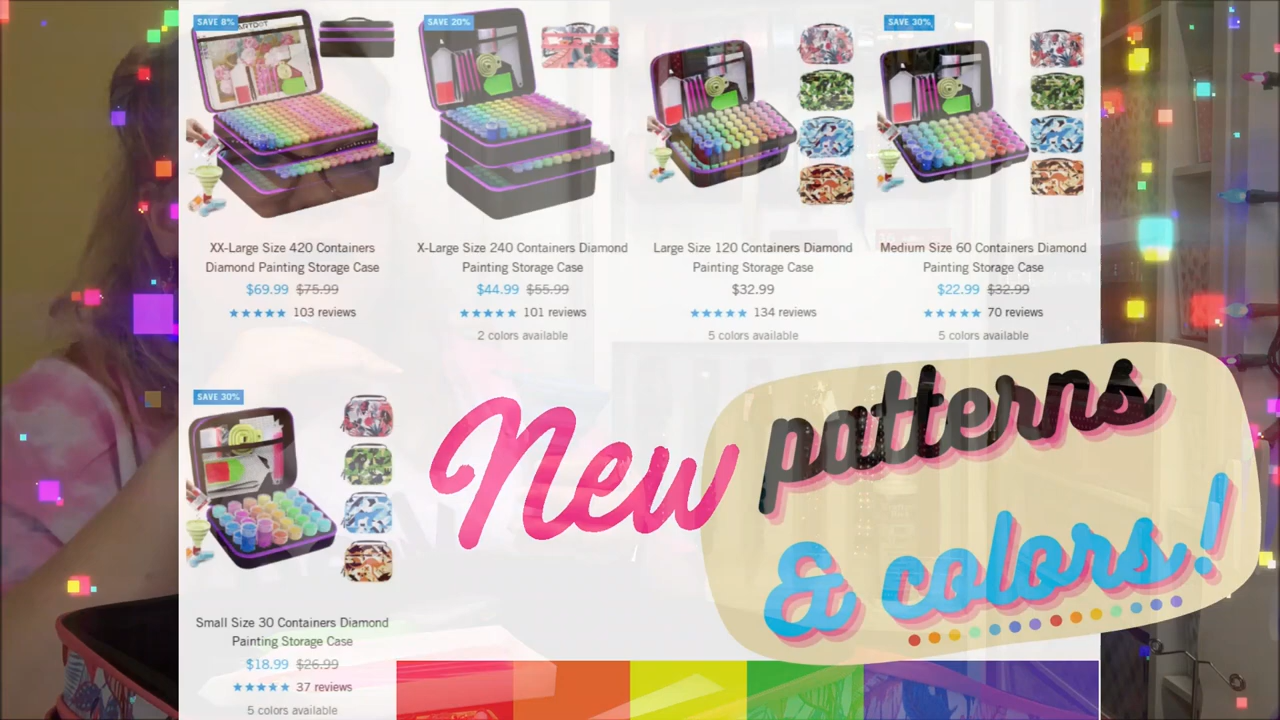 SAVE 8%
SAVE 20%
SAVE 30%
XX-Large Size 420 Containers
Diamond Painting Storage Case
$69.99 $75.99
103 reviews
X-Large Size 240 Containers Diamond
Painting Storage Case
$44.99 $55.99
101 reviews
2 colors available
Large Size 120 Containers Diamond
Painting Storage Case
$32.99
134 reviews
5 colors available
Medium Size 60 Containers Diamond
Painting Storage Case
$22.99 $32.99
70 reviews
5 colors available
SAVE 30%
Small Size 30 Containers Diamond
Painting Storage Case
$18.99 $26.99
37 reviews
5 colors available
New patterns
& colors!